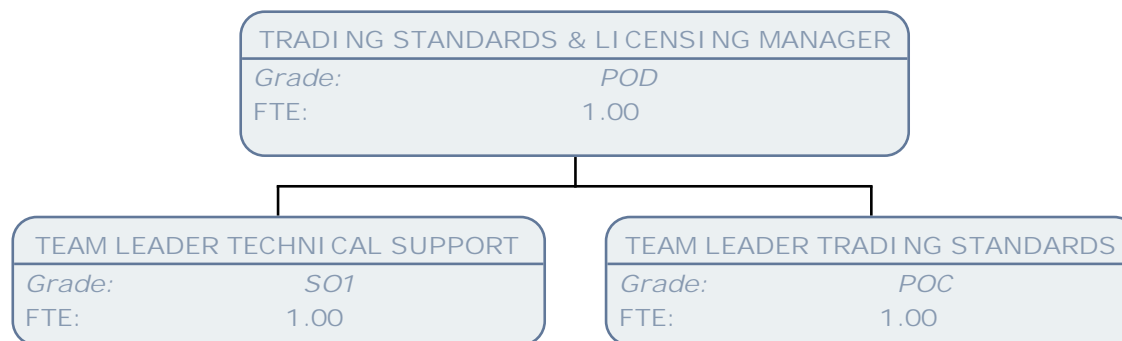 TRADING STANDARDS & LICENSING MANAGER
Grade: POD
FTE: 1.00
TEAM LEADER TECHNICAL SUPPORT
Grade: SO1
FTE: 1.00
TEAM LEADER TRADING STANDARDS
Grade: POC
FTE: 1.00